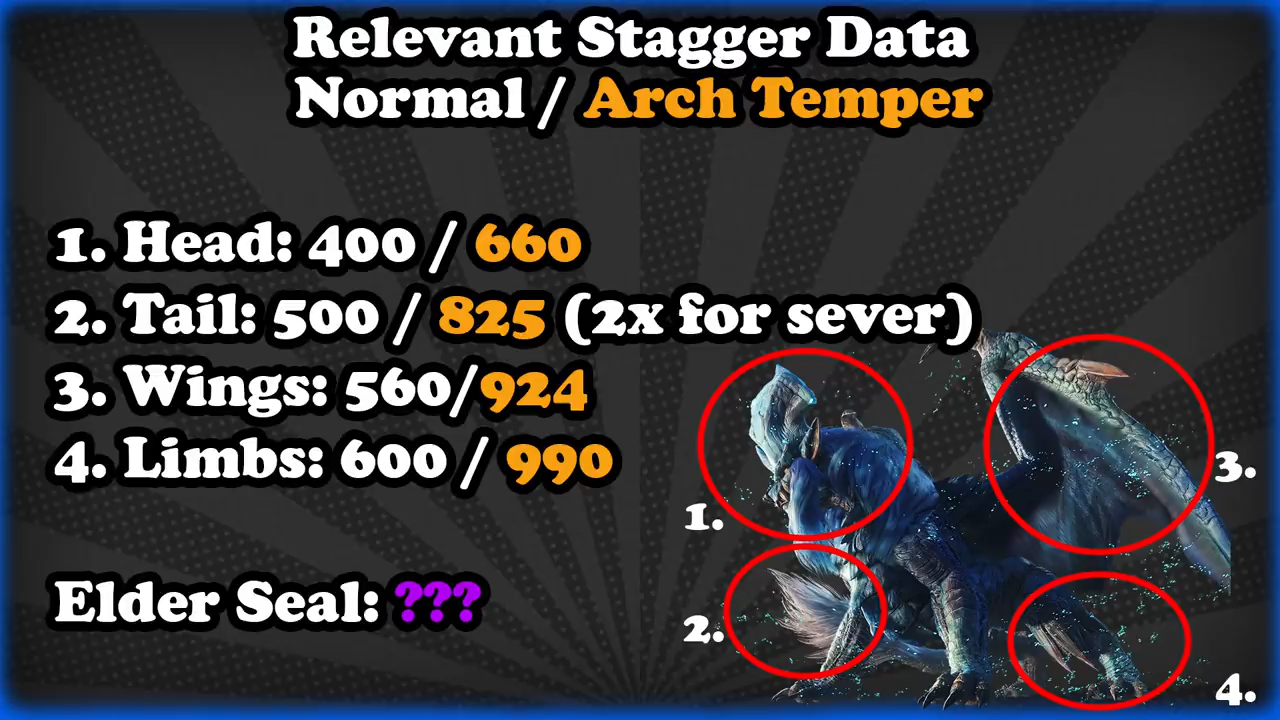 Relevant Stagger Data
Normal / Arch Temper
1. Head: 400 / 660
2. Tail: 500 / 825 (2x for sever)
3. Wings: 560/924
4. Limbs: 600 / 990
Elder Seal: ???
1.
2.
3.
4.